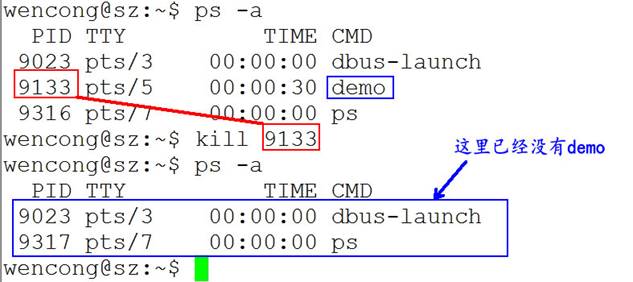 wencong@sz:~$ ps -a
PID TTY TIME CMD
9023 pts/3 00:00:00 dbus-launch
9133 pts/5 00:00:30 demo
9316 pts/7 00:00:00 ps
wencong@sz:~$ kill 9133
wencong@sz:~$ ps -a
这里已经没有demo
PID TTY TIME CMD
9023 pts/3 00:00:00 dbus-launch
9317 pts/7 00:00:00 ps
wencong@sz:~$